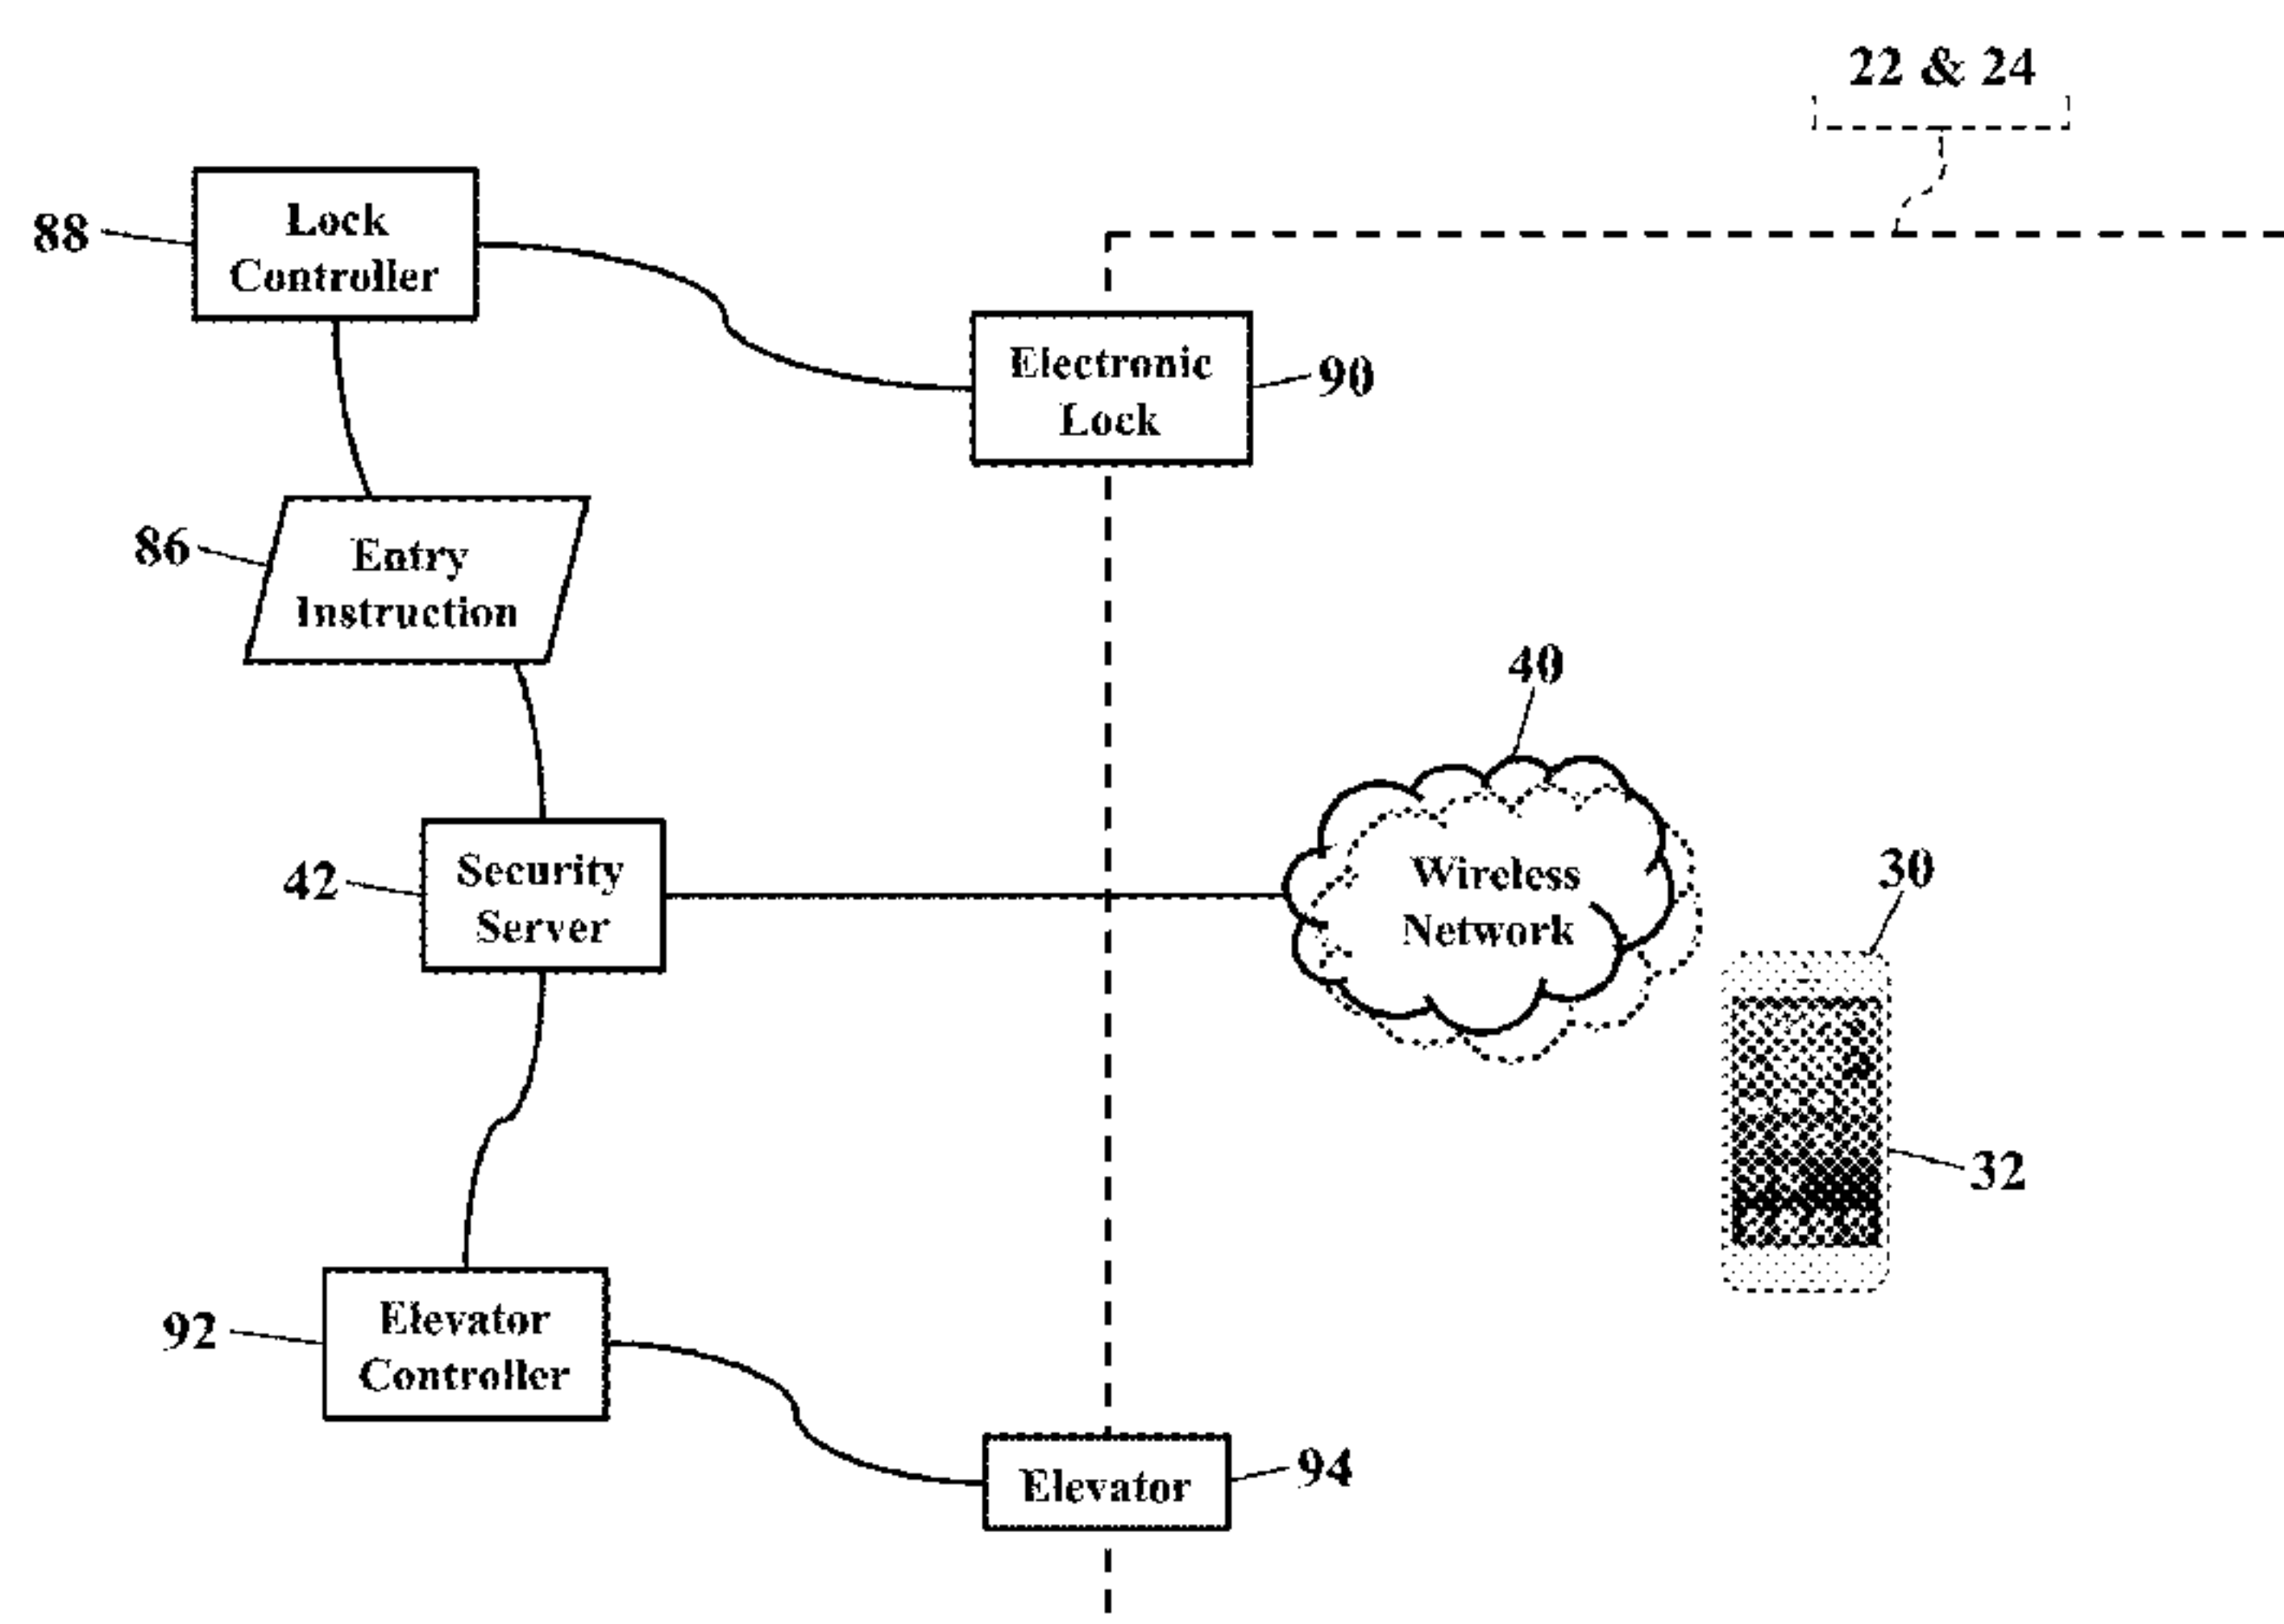 22 & 24
88
Lock
Controller
Electronic
Lock
90
86
Entry
Instruction
40
42
Security
Server
Wireless
Network
30
32
92
Elevator
Controller
Elevator
94